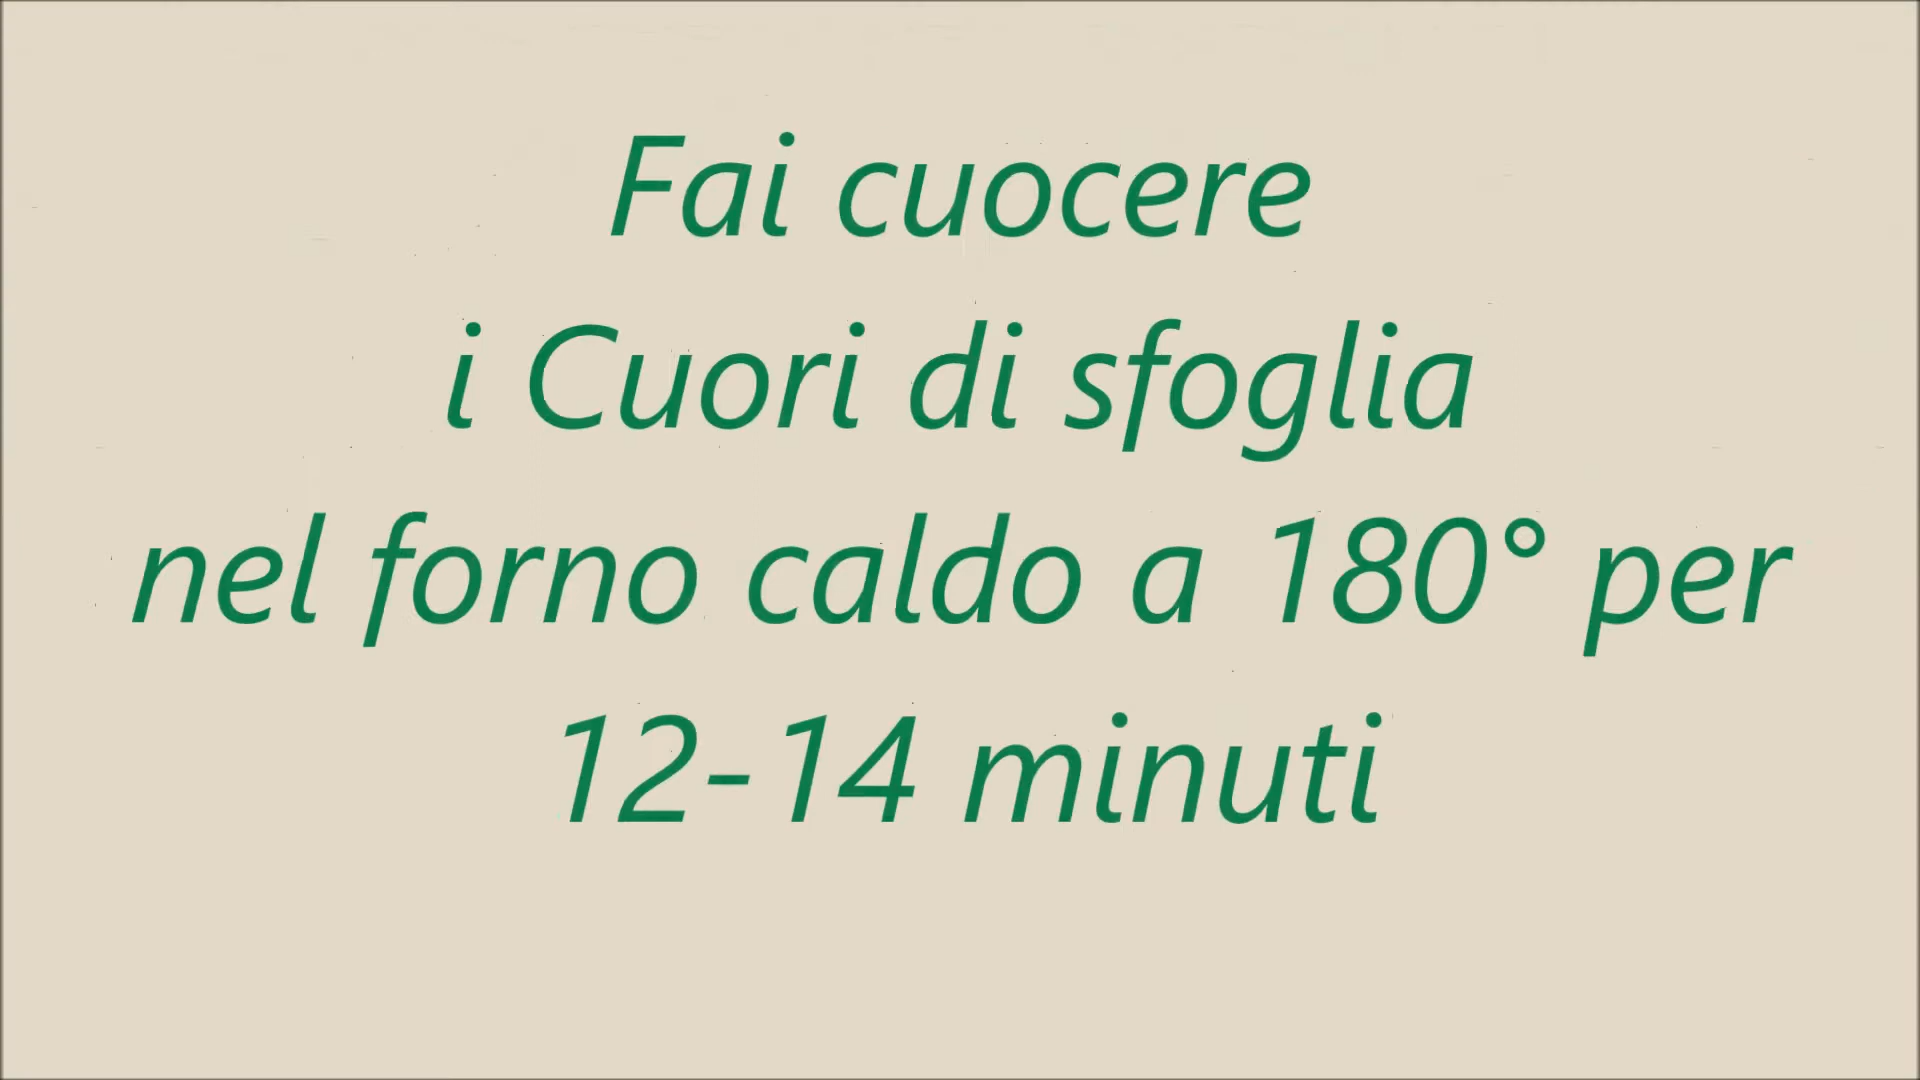 Fai cuocere
i Cuori di sfoglia
nel forno caldo a 180° per
12-14 minuti